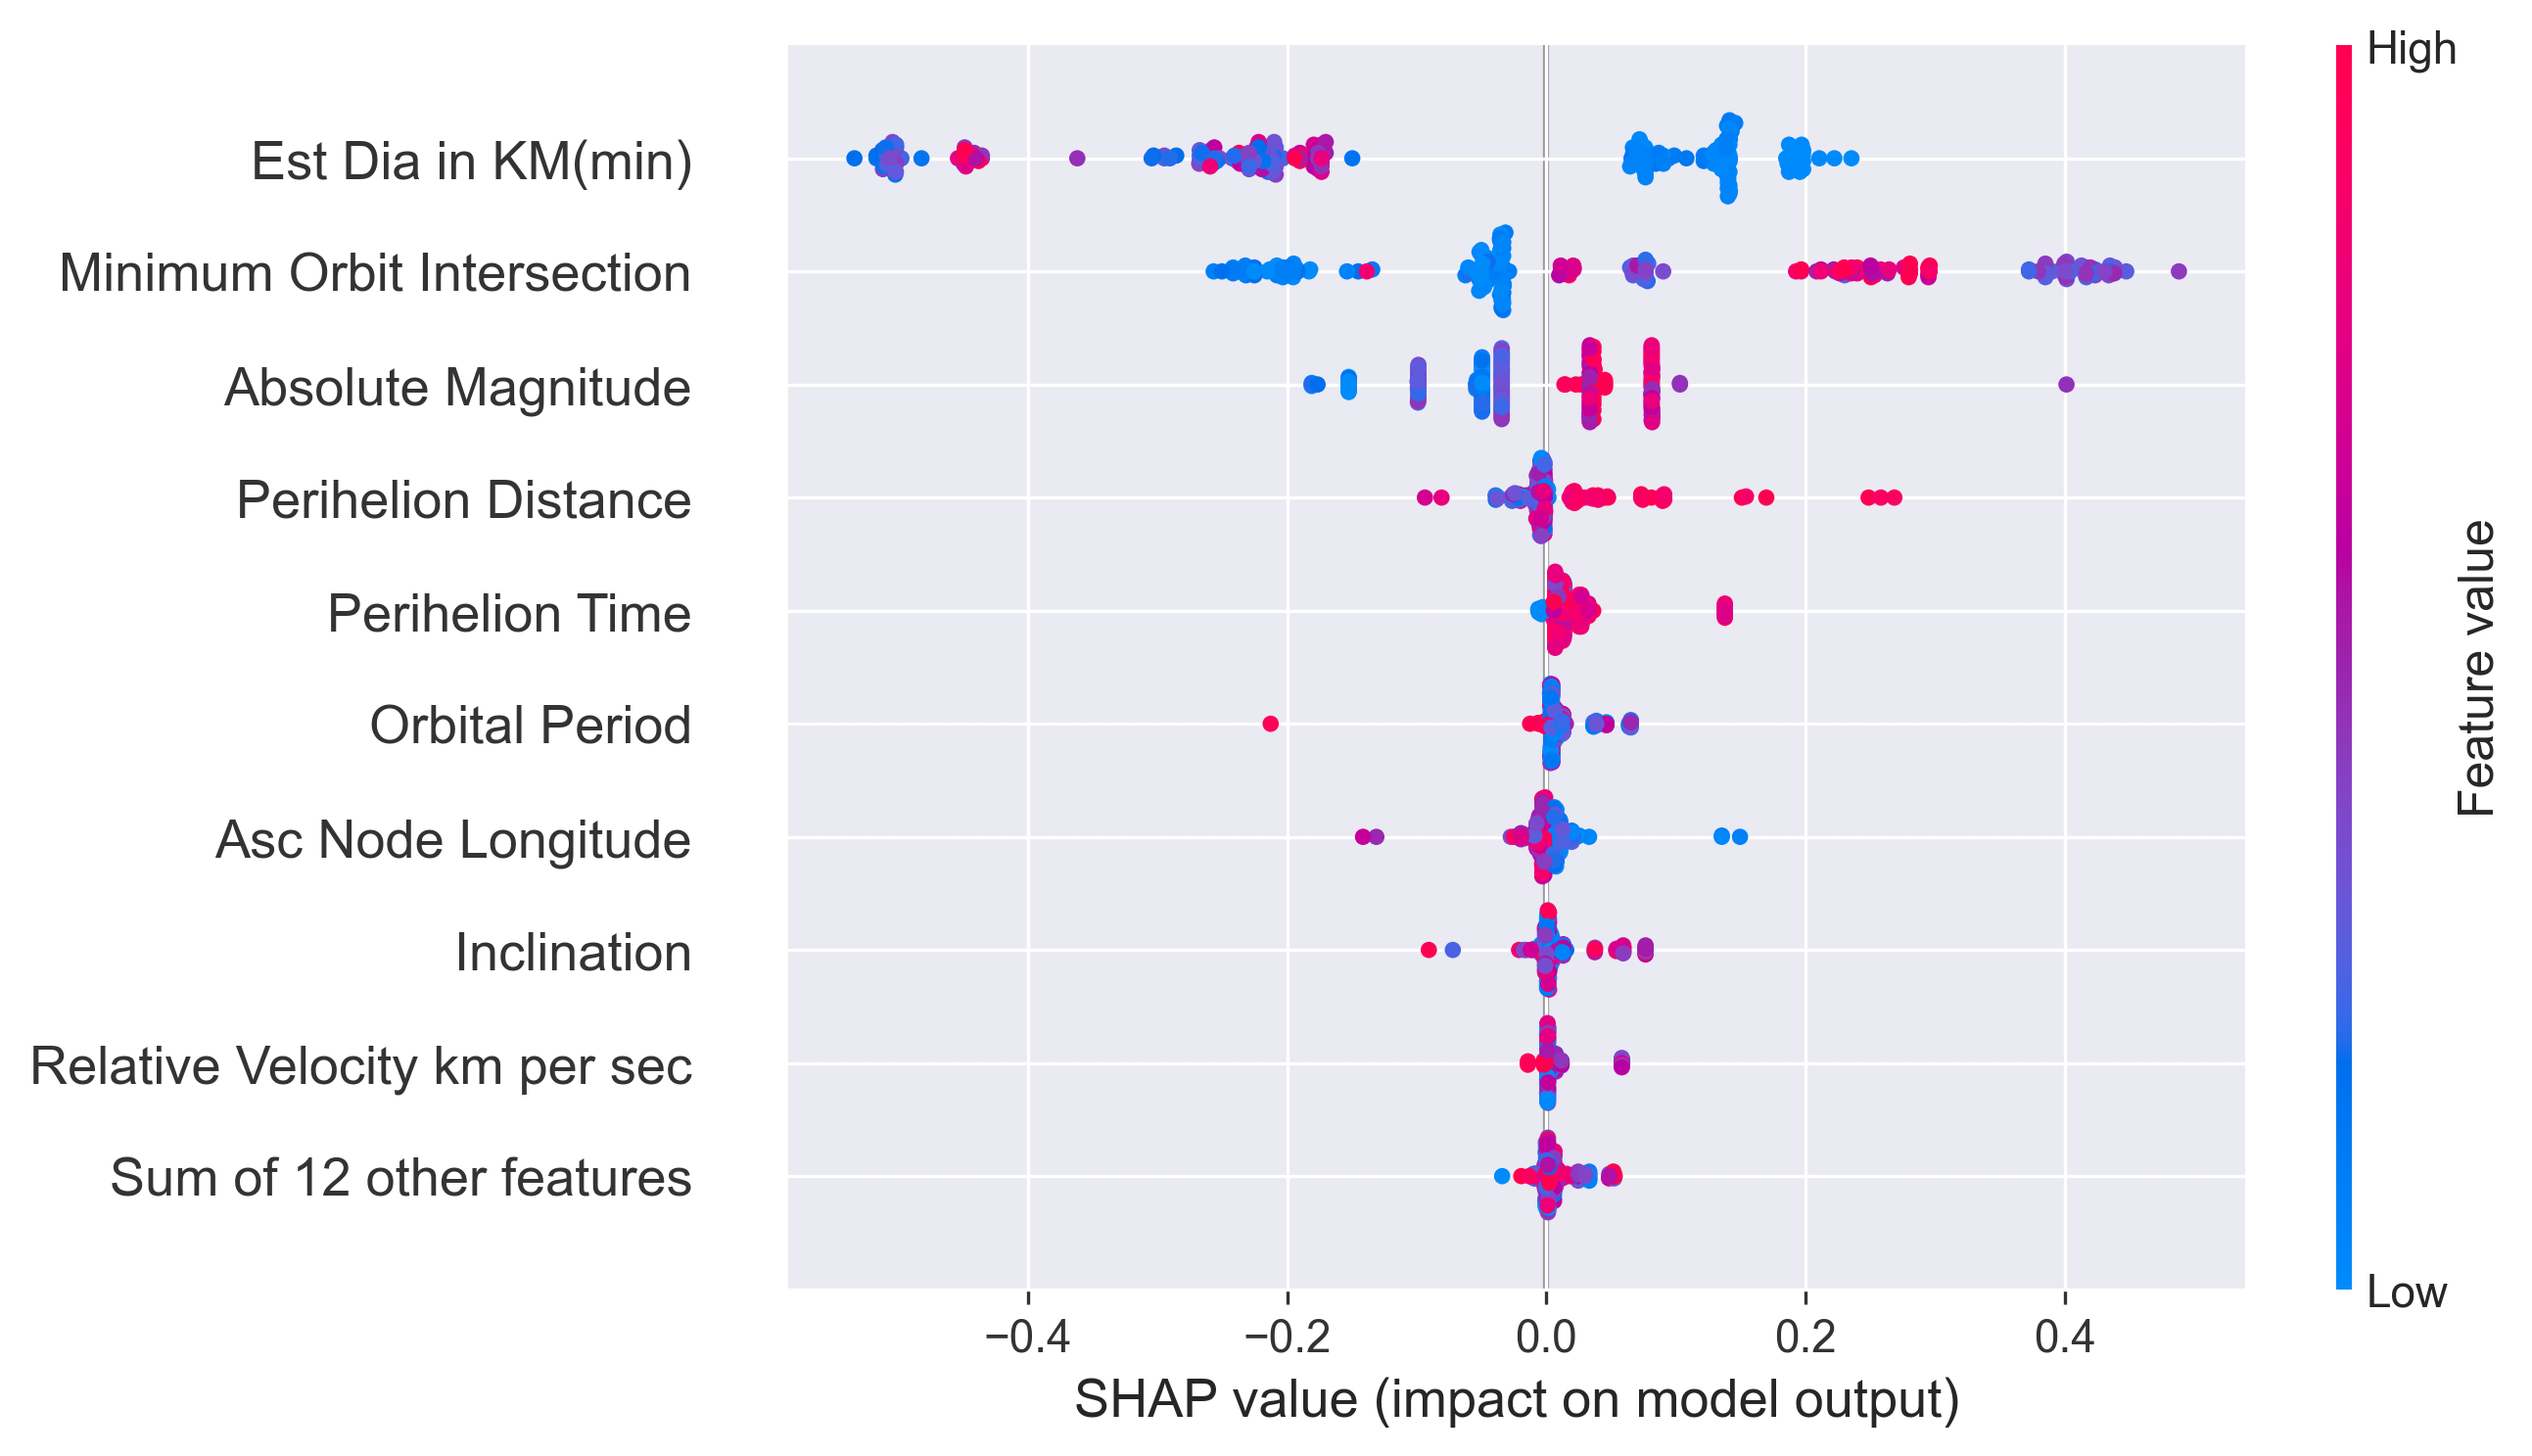 High
Est Dia in KM(min)
Minimum Orbit Intersection
Absolute Magnitude
Perihelion Distance
Perihelion Time
Orbital Period
Asc Node Longitude
Inclination
Relative Velocity km per sec
Sum of 12 other features
Feature value
Low
−0.4 −0.2 0.0 0.2 0.4
SHAP value (impact on model output)